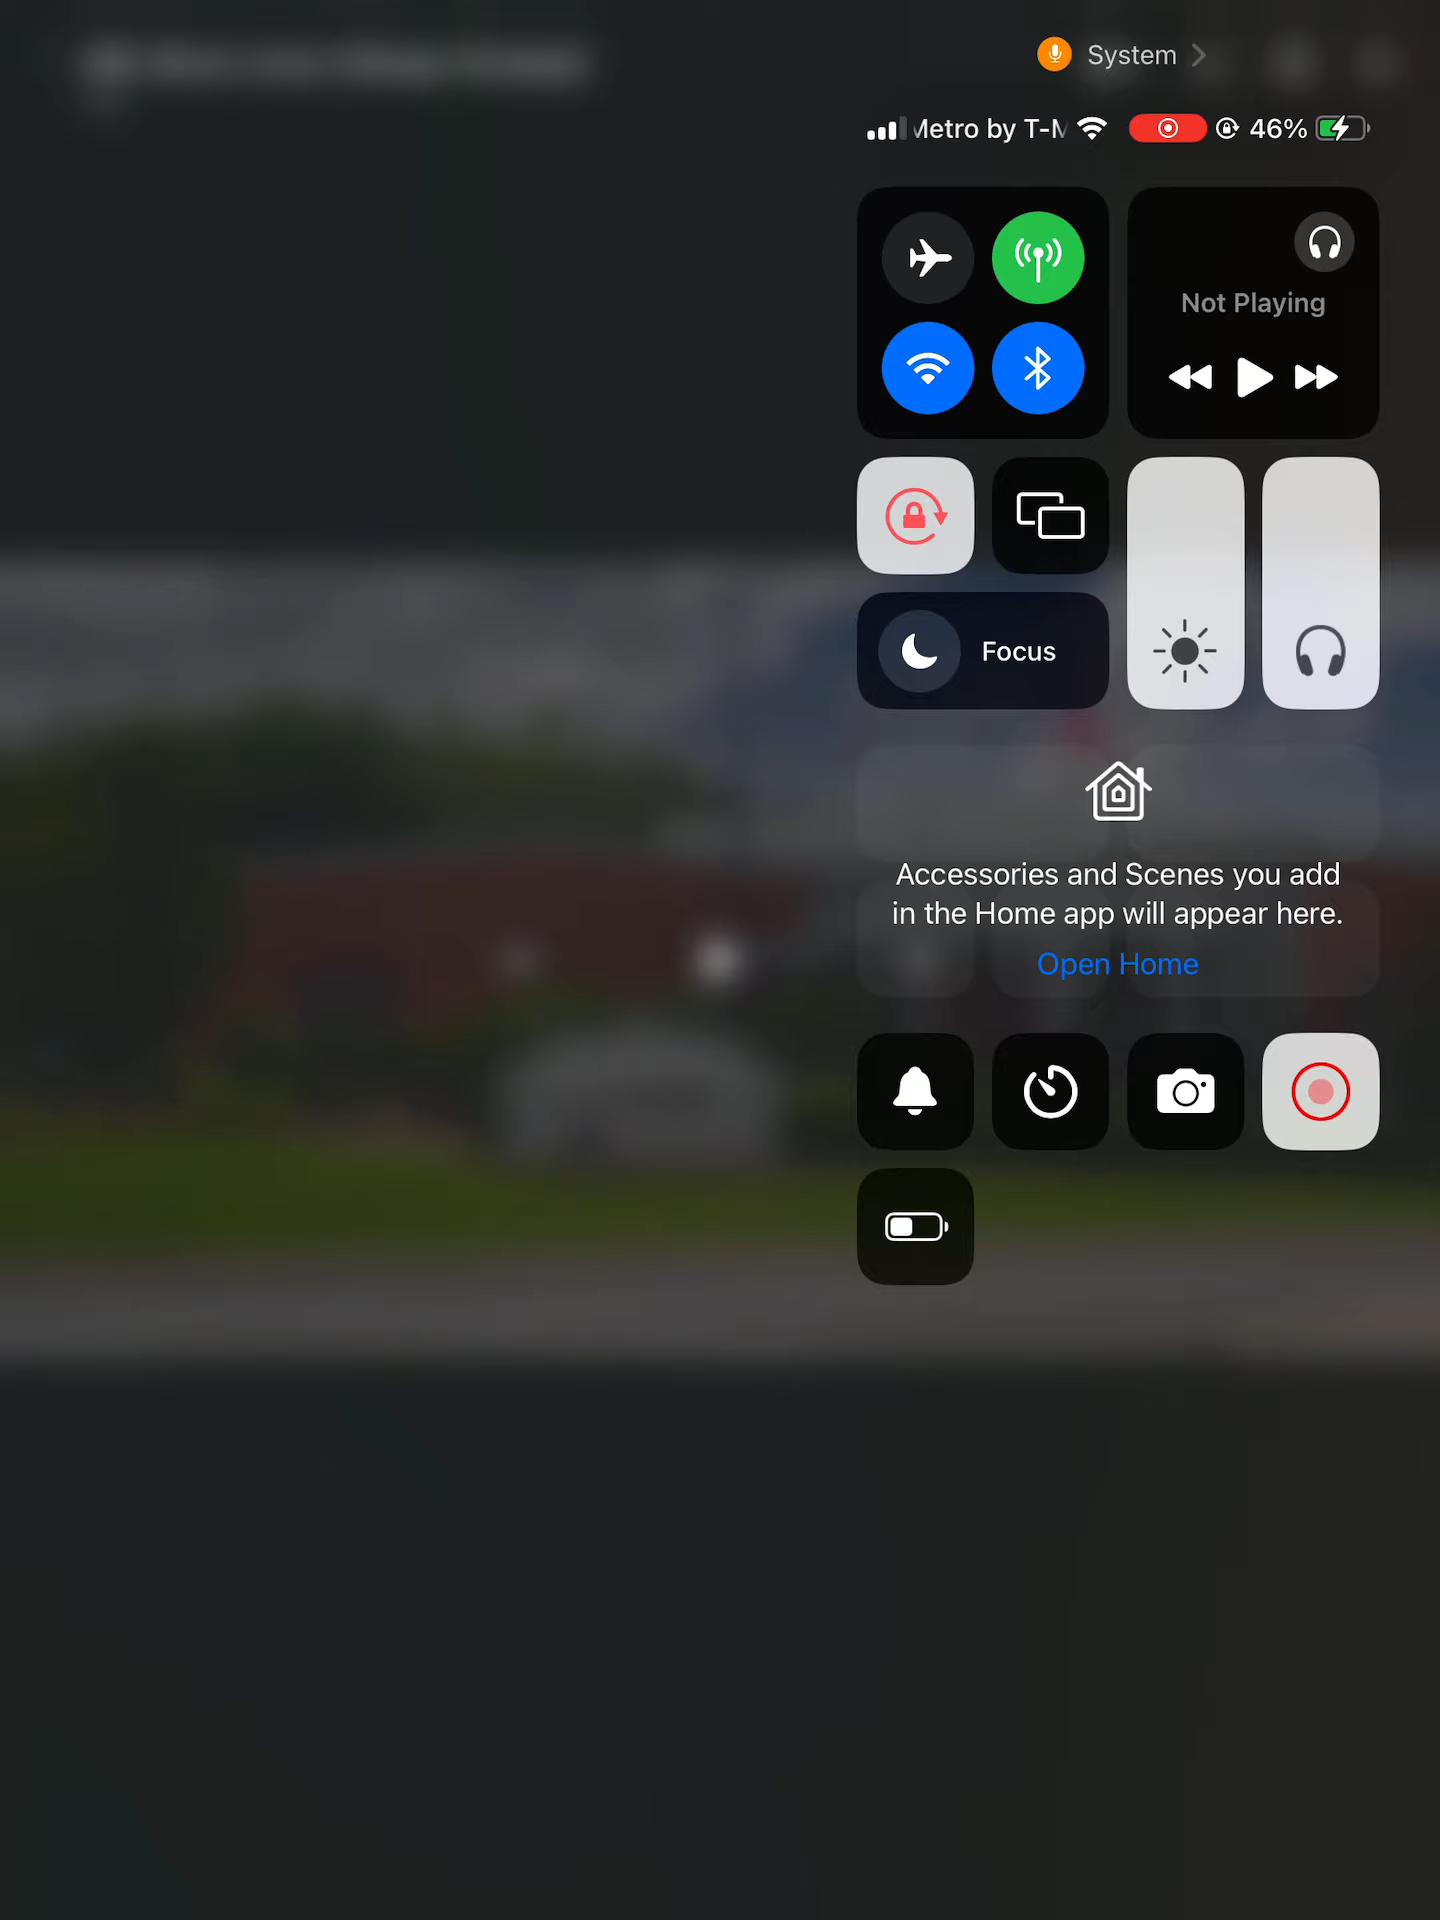 System
Metro by T-M 46%
Not Playing
Focus
Accessories and Scenes you add
in the Home app will appear here.
Open Home